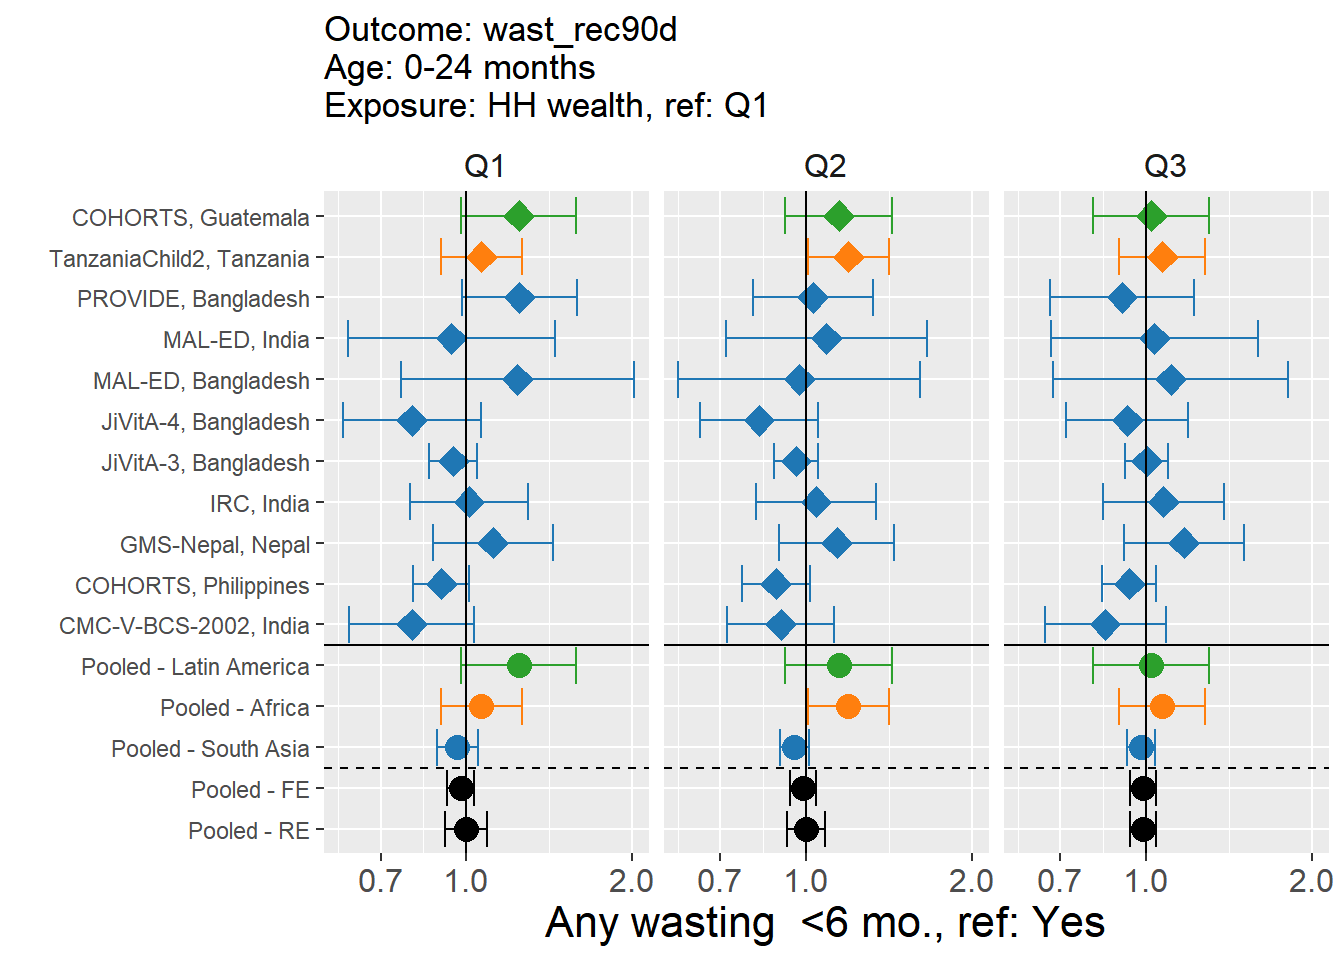 Outcome: wast_rec90d
Age: 0-24 months
Exposure: HH wealth, ref: Q1
Q1 Q2 Q3
COHORTS, Guatemala
TanzaniaChild2, Tanzania
PROVIDE, Bangladesh
MAL-ED, India
MAL-ED, Bangladesh
JiVitA-4, Bangladesh
JiVitA-3, Bangladesh
IRC, India
GMS-Nepal, Nepal
COHORTS, Philippines
CMC-V-BCS-2002, India
Pooled - Latin America
Pooled - Africa
Pooled - South Asia
Pooled - FE
Pooled - RE
0.7 1.0 2.0 0.7 1.0 2.0 0.7 1.0 2.0
Any wasting  <6 mo., ref: Yes